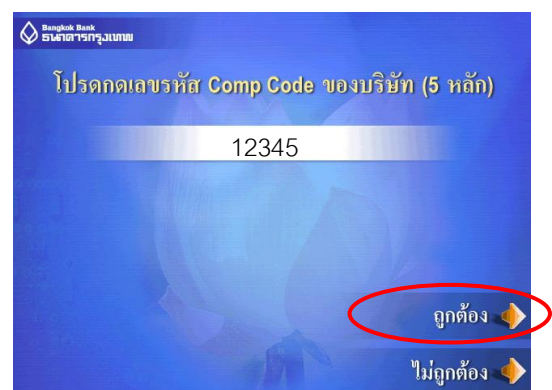 Bangkok Bank
ธนาคารกรุงเทพ
โปรดกดเลขรหัส Comp Code ของบริษัท (5 หลัก)
12345
ถูกต้อง
ไม่ถูกต้อง